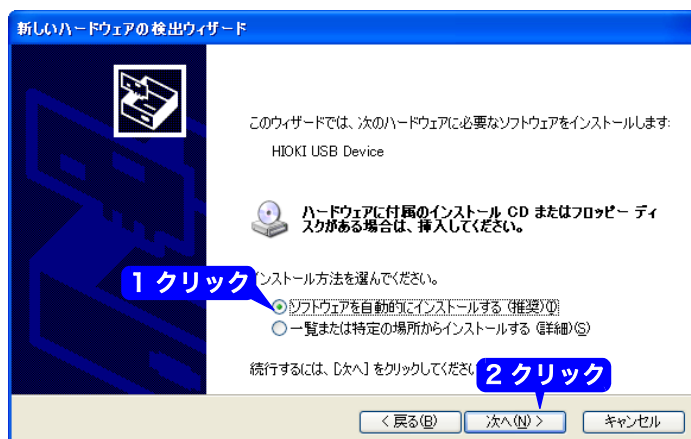 新しいハードウェアの検出ウィザード
このウィザードでは、次のハードウェアに必要なソフトウェアをインストールします:
HIOKI USB Device
ハードウェアに付属のインストール CD またはフロッピー ディ
スクがある場合は、挿入してください。
インストール方法を選んでください。
1 クリック
ソフトウェアを自動的にインストールする (推奨)(I)
一覧または特定の場所からインストールする (詳細)(S)
続行するには、[次へ] をクリックしてください
2 クリック
< 戻る(B)
次へ(N) >
キャンセル